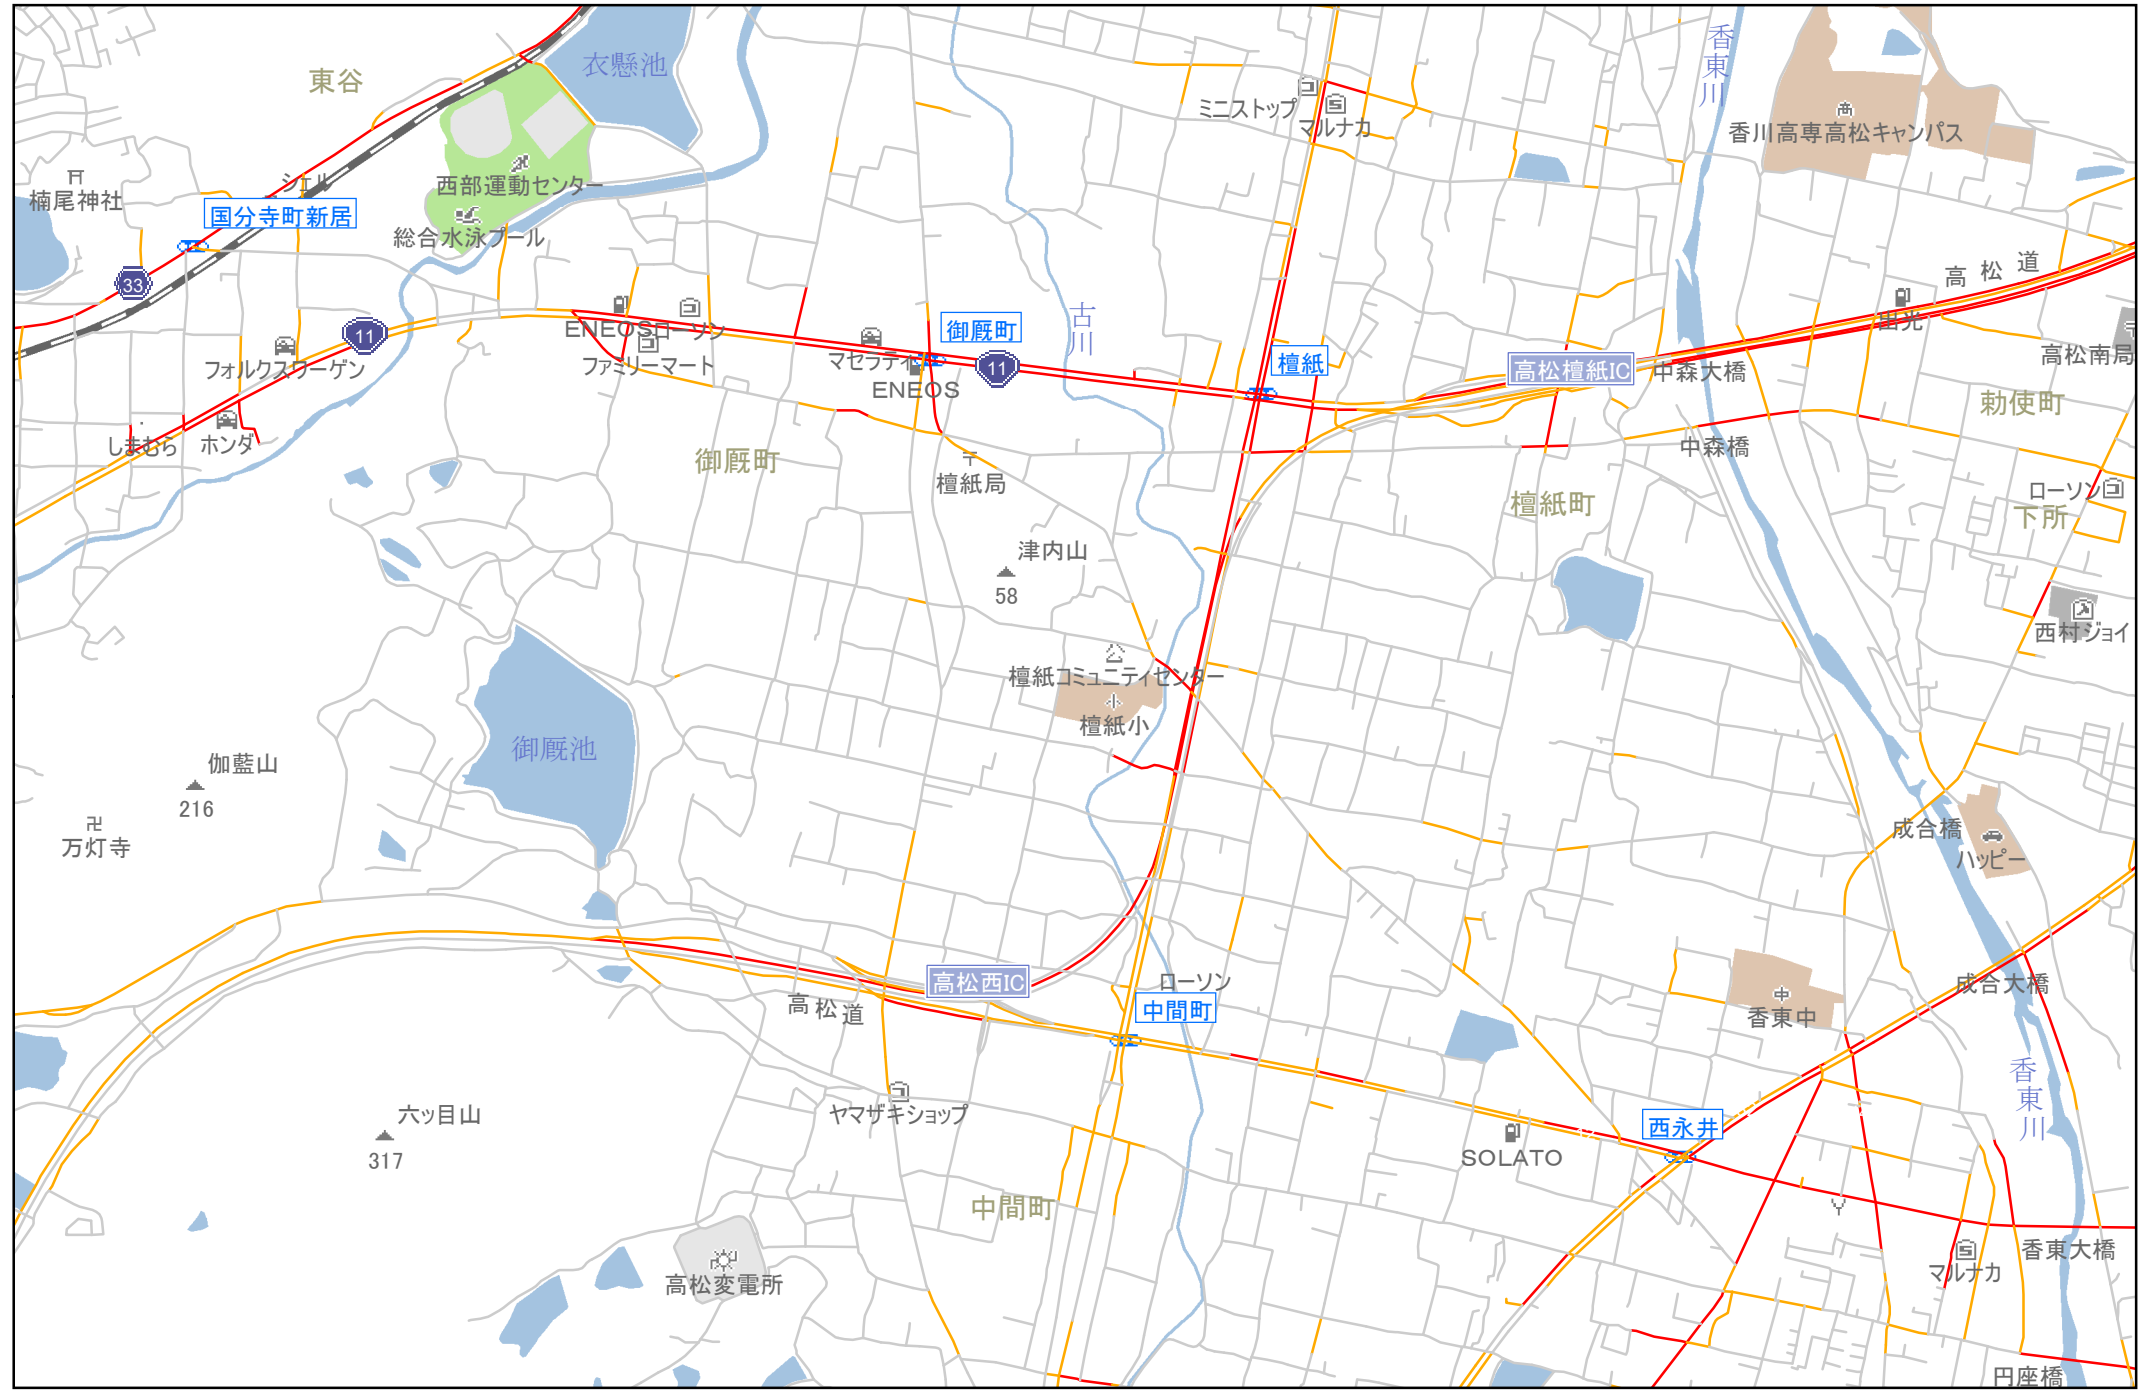 衣懸池
東谷
香東川
ミニストップ
マルナカ
香川高専高松キャンパス
シェル
西部運動センター
楠尾神社
国分寺町新居
総合水泳プール
33
高松道
ENEOS
ローソン
古川
御厩町
出光
11
ファミリーマート
マセラティ
11
檀紙
高松檀紙IC
中森大橋
高松南局
フォルクスワーゲン
ENEOS
勅使町
しまむら
ホンダ
中森橋
御厩町
檀紙局
檀紙町
ローソン
下所
津内山
58
西村ジョイ
檀紙コミュニティセンター
檀紙小
御厩池
伽藍山
216
万灯寺
成合橋
ハッピー
高松西IC
ローソン
成合大橋
高松道
中間町
香東中
香東川
六ッ目山
317
ヤマザキショップ
西永井
SOLATO
中間町
香東大橋
マルナカ
高松変電所
円座橋